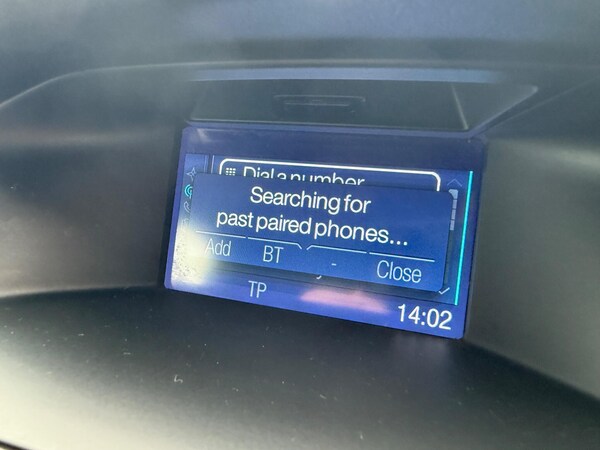 Dial a number
Searching for
past paired phones...
Add BT - Close
TP
14:02